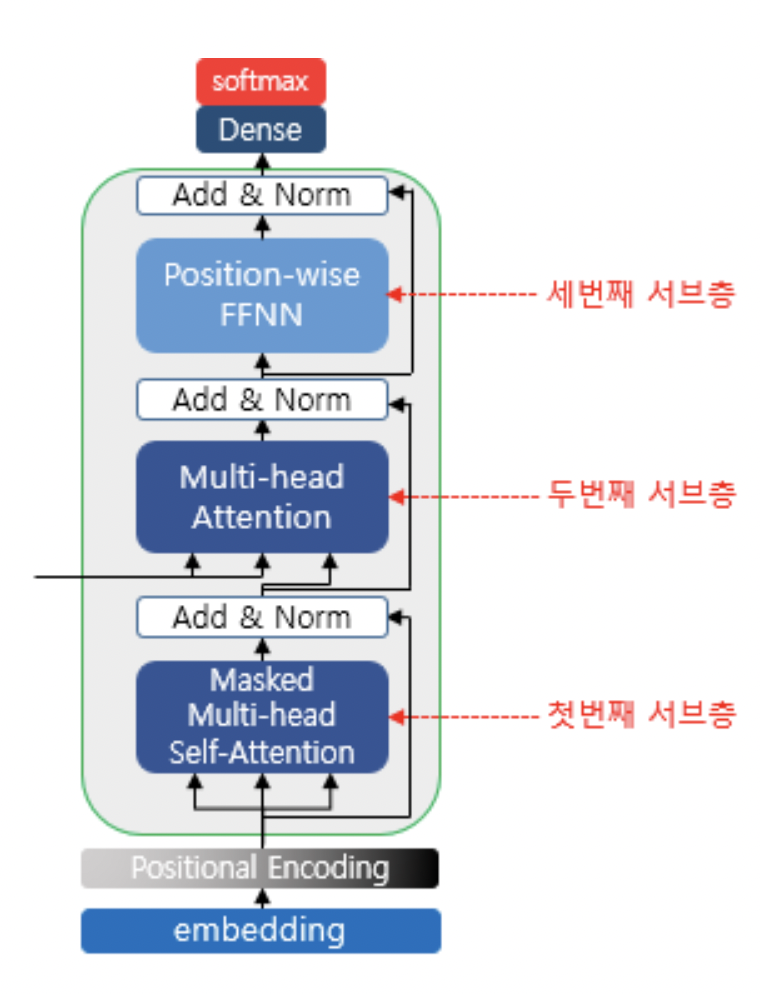 softmax
Dense
Add & Norm
Position-wise
FFNN
세번째 서브층
Add & Norm
Multi-head
Attention
두번째 서브층
Add & Norm
Masked
Multi-head
Self-Attention
첫번째 서브층
Positional Encoding
embedding